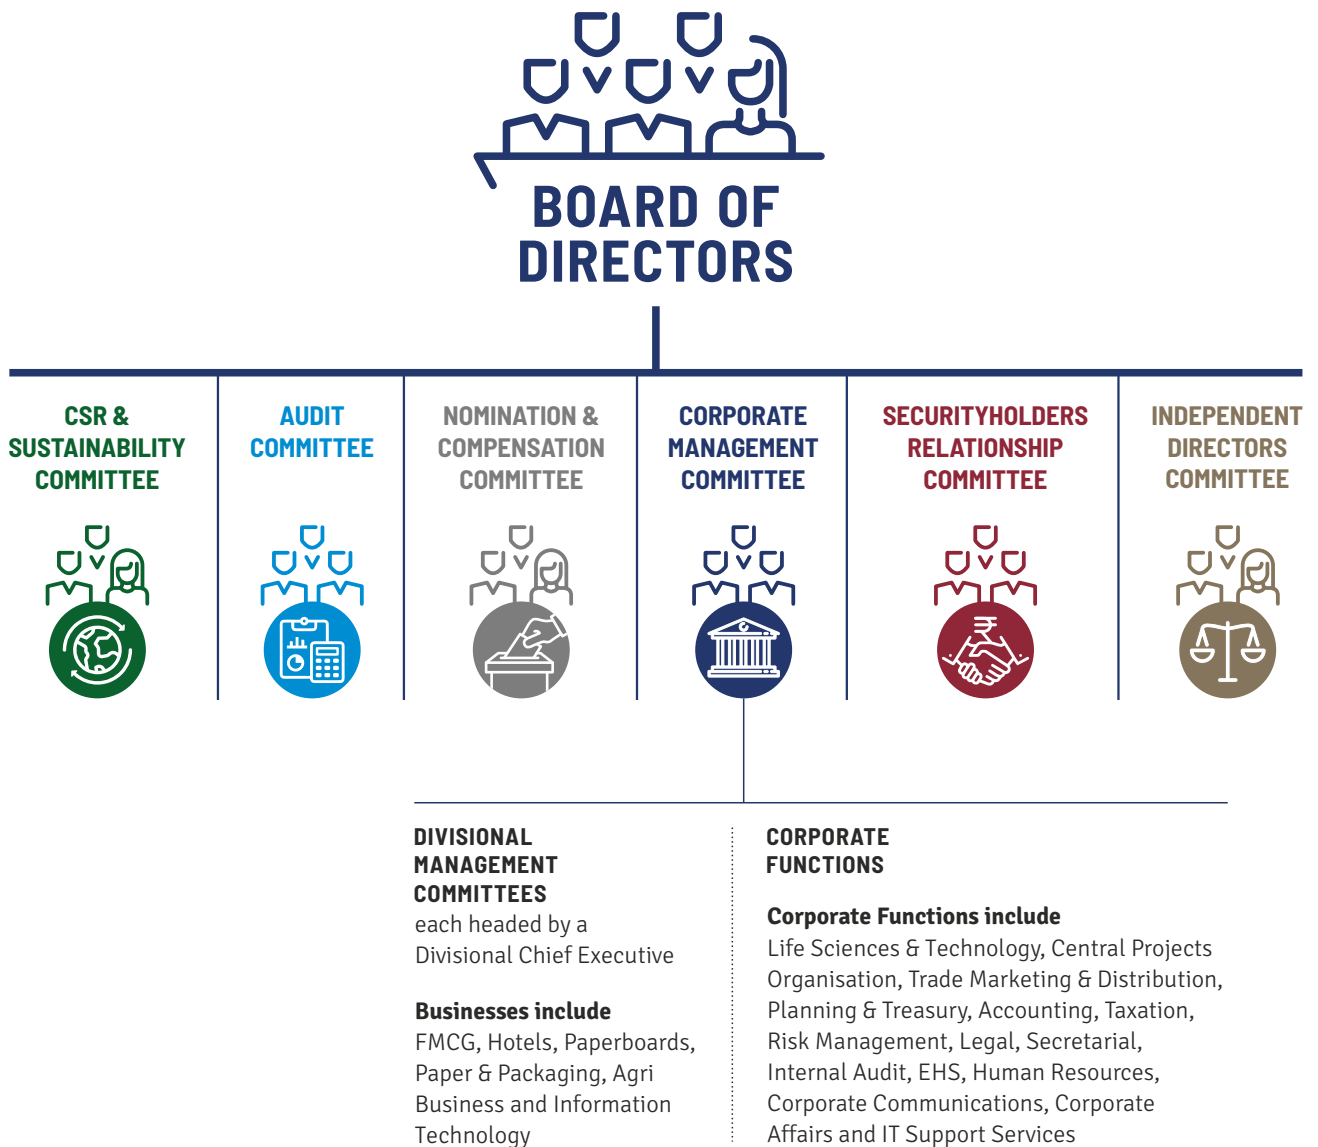 BOARD OF
DIRECTORS
CSR &
SUSTAINABILITY
COMMITTEE
AUDIT
COMMITTEE
NOMINATION &
COMPENSATION
COMMITTEE
CORPORATE
MANAGEMENT
COMMITTEE
SECURITYHOLDERS
RELATIONSHIP
COMMITTEE
INDEPENDENT
DIRECTORS
COMMITTEE
₹
DIVISIONAL
MANAGEMENT
COMMITTEES
each headed by a
Divisional Chief Executive
Businesses include
FMCG, Hotels, Paperboards,
Paper & Packaging, Agri
Business and Information
Technology
CORPORATE
FUNCTIONS
Corporate Functions include
Life Sciences & Technology, Central Projects
Organisation, Trade Marketing & Distribution,
Planning & Treasury, Accounting, Taxation,
Risk Management, Legal, Secretarial,
Internal Audit, EHS, Human Resources,
Corporate Communications, Corporate
Affairs and IT Support Services